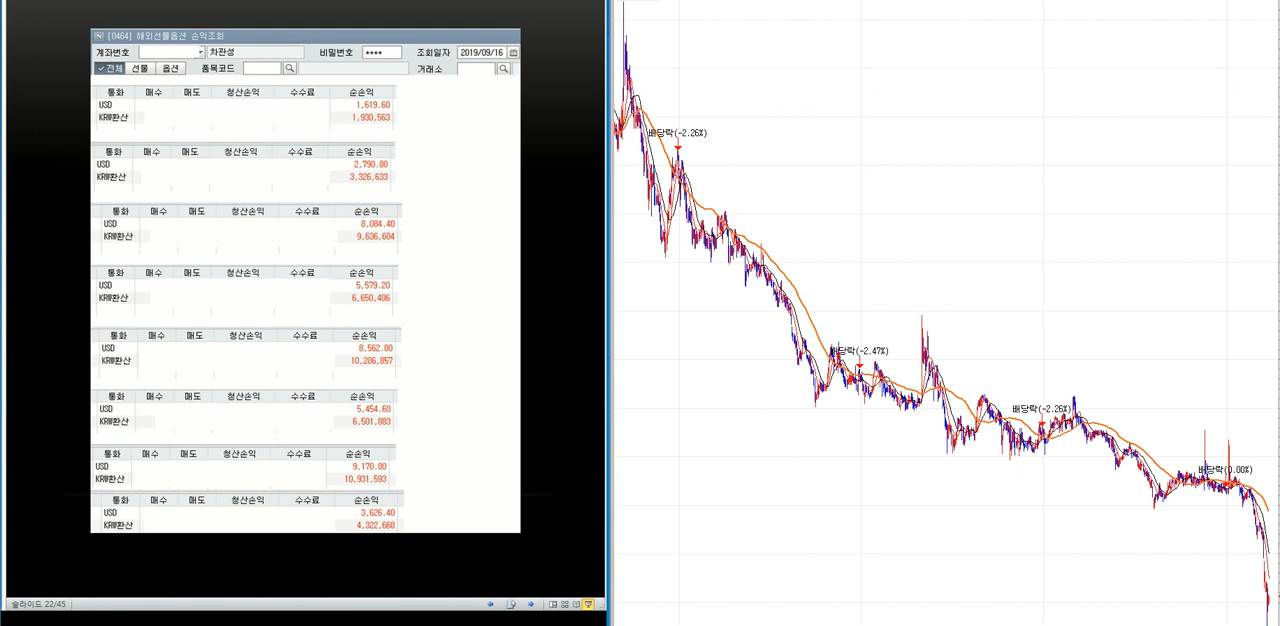 [0464] 해외선물옵션 손익조회
계좌번호 차관성 비밀번호 **** 조회일자 2019/09/16
✓전체 선물 옵션 품목코드 거래소
통화 매수 매도 청산손익 수수료 순손익
USD 1,619.60
KRW환산 1,930,563
통화 매수 매도 청산손익 수수료 순손익
USD 2,790.80
KRW환산 3,326,633
통화 매수 매도 청산손익 수수료 순손익
USD 8,084.40
KRW환산 9,636,604
통화 매수 매도 청산손익 수수료 순손익
USD 5,579.20
KRW환산 6,650,406
통화 매수 매도 청산손익 수수료 순손익
USD 8,562.80
KRW환산 10,206,857
통화 매수 매도 청산손익 수수료 순손익
USD 5,454.60
KRW환산 6,501,883
통화 매수 매도 청산손익 수수료 순손익
USD 9,170.80
KRW환산 10,931,593
통화 매수 매도 청산손익 수수료 순손익
USD 3,626.40
KRW환산 4,322,668
슬라이드 22/45
배당락(-2.26%)
배당락(-2.47%)
배당락(-2.26%)
배당락(0.00%)